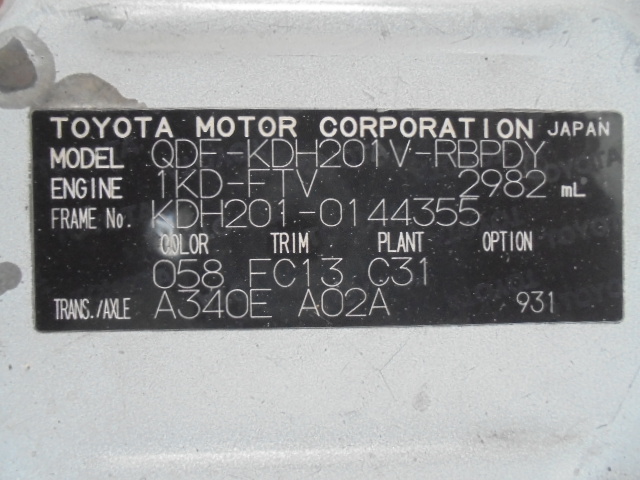 TOYOTA MOTOR CORPORATION JAPAN
MODEL QDF-KDH201V-RBPDY
ENGINE 1KD-FTV 2982 mL
FRAME No. KDH201-0144355
COLOR TRIM PLANT OPTION
058 FC13 C31
TRANS./AXLE A340E A02A 931